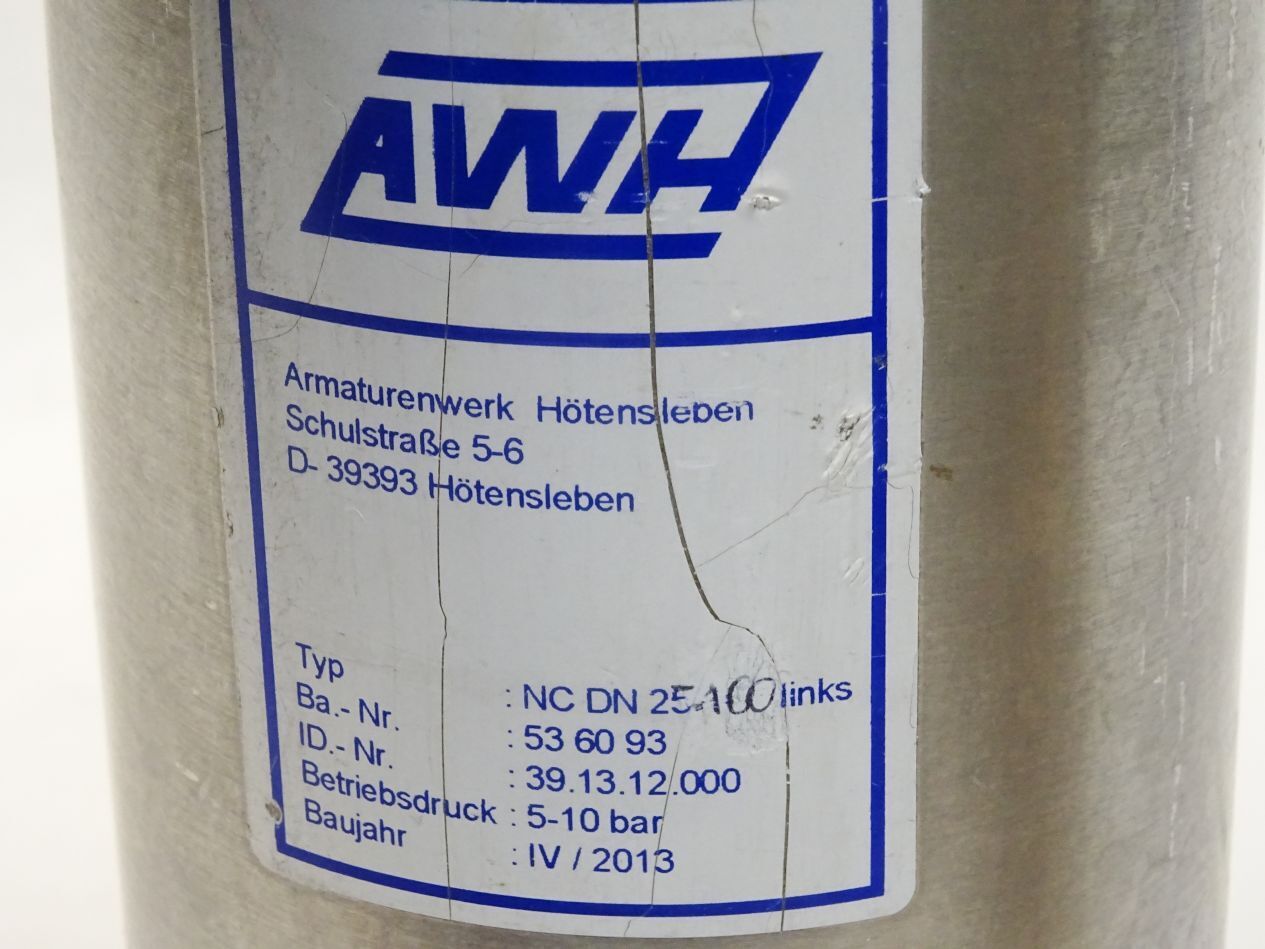 AWH
Armaturenwerk Hötensleben
Schulstraße 5-6
D- 39393 Hötensleben
Typ : NC DN 25-100 links
Ba.- Nr. : 53 60 93
ID.- Nr. : 39.13.12.000
Betriebsdruck : 5-10 bar
Baujahr : IV / 2013